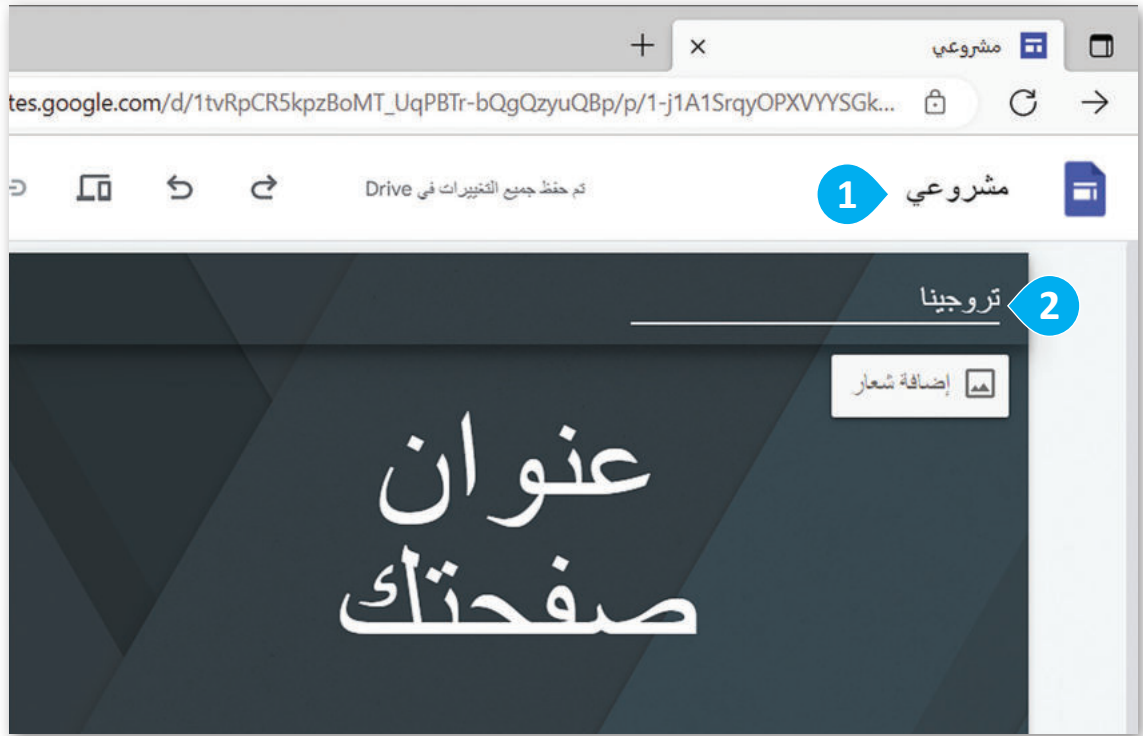 مشروعي
tes.google.com/d/1tvRpCR5kpzBoMT_UqPBTr-bQgQzyuQBp/p/1-j1A1SrqyOPXVYYSGk...
مشروعي
1
تم حفظ جميع التغييرات في Drive
تروجينا
2
إضافة شعار
عنوان
صفحتك